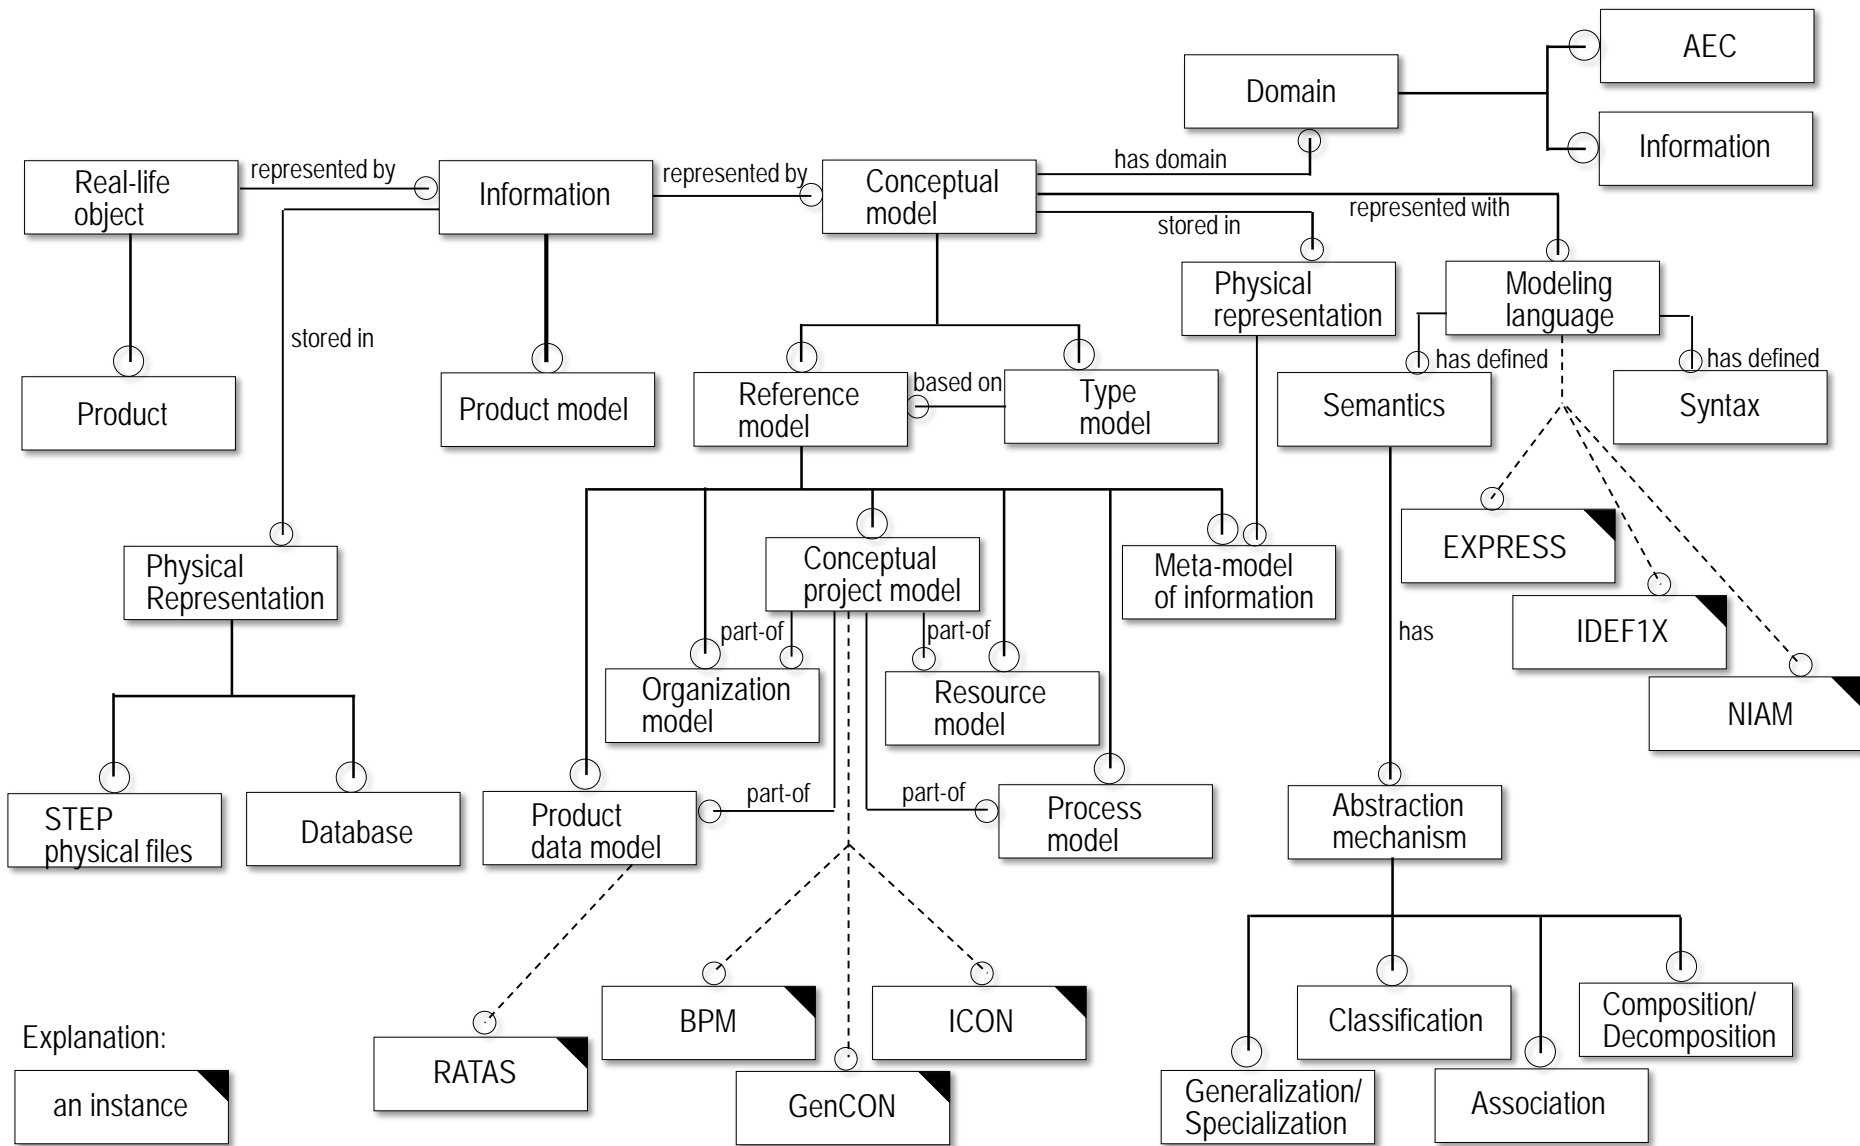 AEC
Domain
Information
has domain
Real-life
object
represented by
Information
represented by
Conceptual
model
represented with
stored in
Physical
representation
Modeling
language
stored in
has defined
has defined
Product
Product model
Reference
model
based on
Type
model
Semantics
Syntax
EXPRESS
Physical
Representation
Conceptual
project model
Meta-model
of information
IDEF1X
part-of
part-of
has
Organization
model
Resource
model
NIAM
part-of
part-of
STEP
physical files
Database
Product
data model
Process
model
Abstraction
mechanism
BPM
ICON
Classification
Composition/
Decomposition
Explanation:
RATAS
an instance
GenCON
Generalization/
Specialization
Association